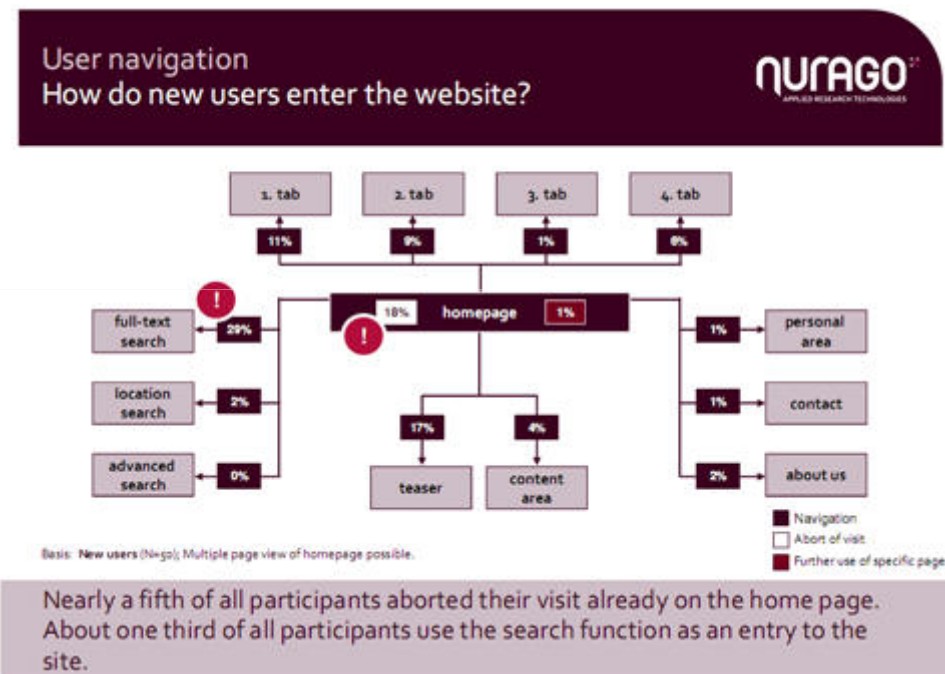 User navigation
How do new users enter the website?
nurago
APPLIED RESEARCH TECHNOLOGIES
1. tab
2. tab
3. tab
4. tab
11%
9%
1%
6%
!
18%
homepage
1%
!
full-text
search
29%
1%
personal
area
location
search
2%
1%
contact
17%
4%
advanced
search
0%
teaser
content
area
2%
about us
Navigation
Abort of visit
Further use of specific page
Basis: New users (N=50); Multiple page view of homepage possible.
Nearly a fifth of all participants aborted their visit already on the home page.
About one third of all participants use the search function as an entry to the
site.